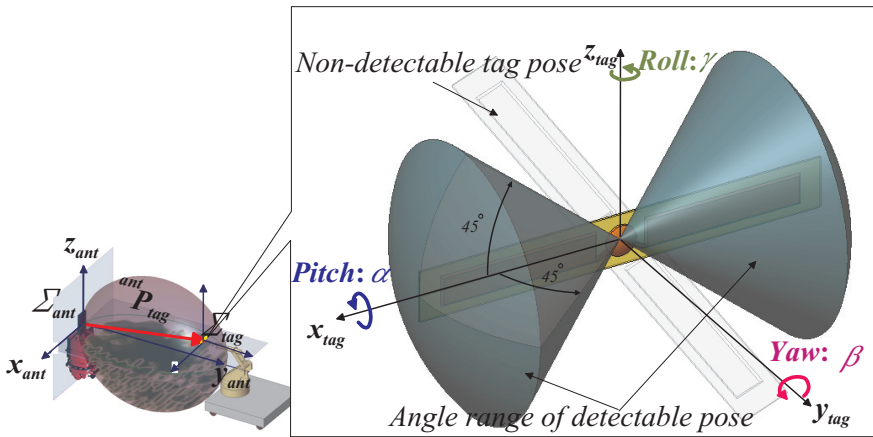 Non-detectable tag pose
z_tag
Roll: γ
45°
45°
Pitch: α
x_tag
Yaw: β
y_tag
Angle range of detectable pose
z_ant
Σ_ant
^ant P_tag
Σ_tag
x_ant
y_ant